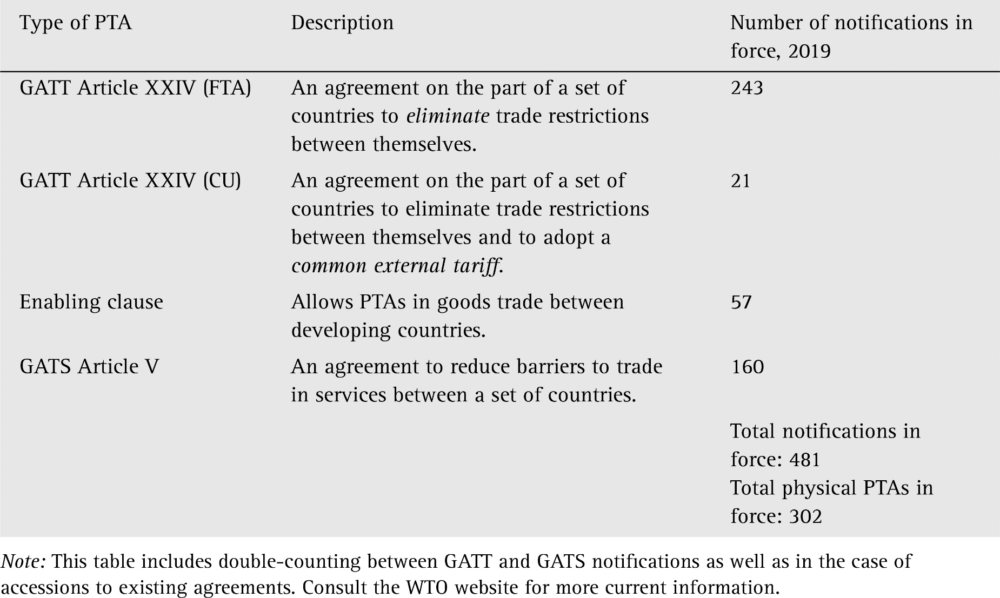 Type of PTA
Description
Number of notifications in
force, 2019
GATT Article XXIV (FTA)
An agreement on the part of a set of
countries to eliminate trade restrictions
between themselves.
243
GATT Article XXIV (CU)
An agreement on the part of a set of
countries to eliminate trade restrictions
between themselves and to adopt a
common external tariff.
21
Enabling clause
Allows PTAs in goods trade between
developing countries.
57
GATS Article V
An agreement to reduce barriers to trade
in services between a set of countries.
160
Total notifications in
force: 481
Total physical PTAs in
force: 302
Note: This table includes double-counting between GATT and GATS notifications as well as in the case of
accessions to existing agreements. Consult the WTO website for more current information.